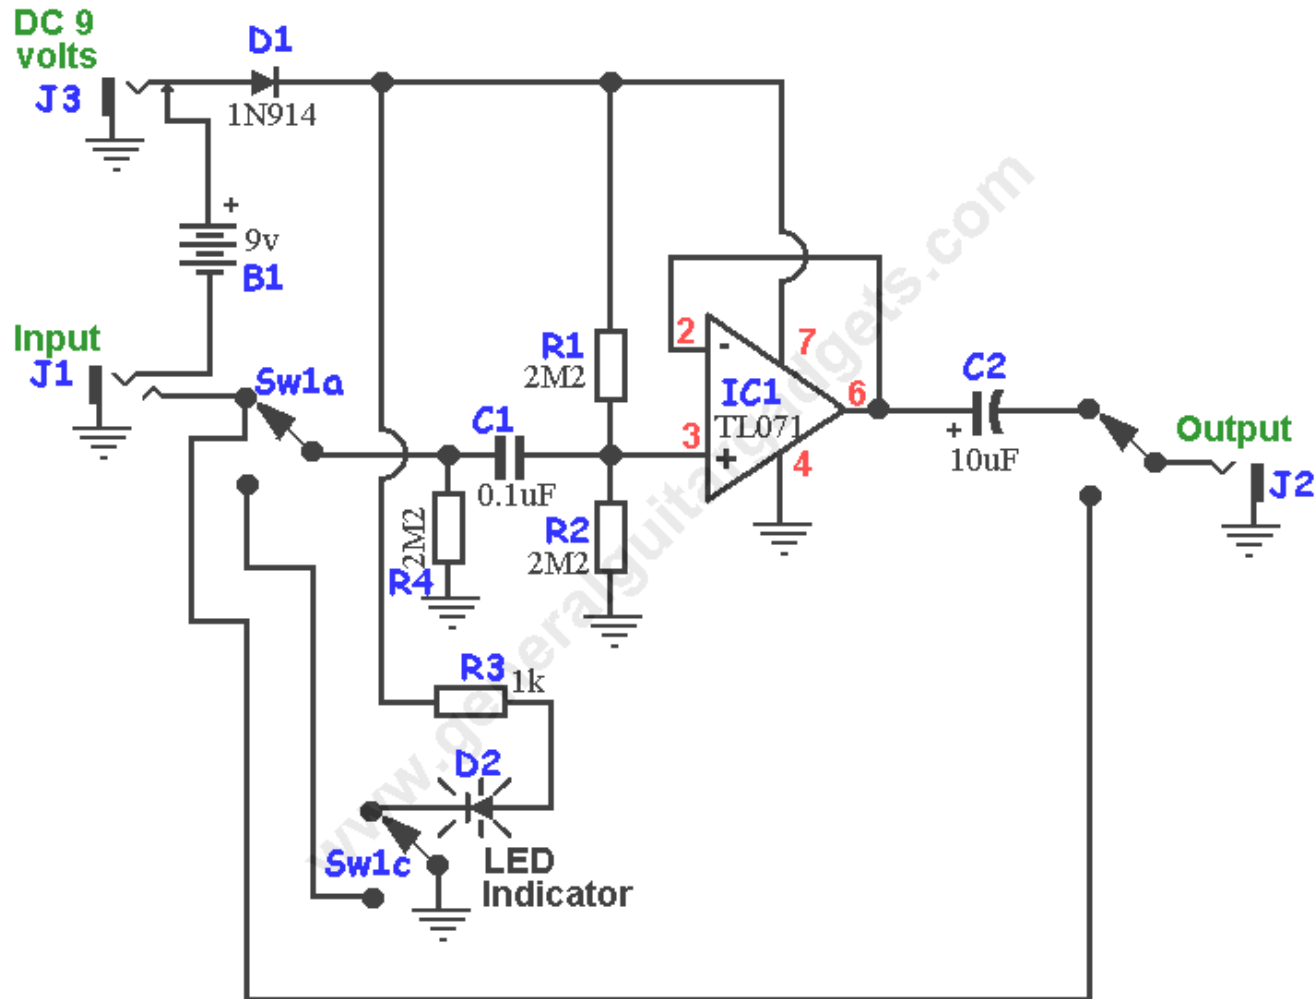 DC 9
volts
J3
D1
1N914
+
9v
B1
Input
J1
Sw1a
C1
0.1uF
2M2
R4
R1
2M2
R2
2M2
2
-
7
IC1
TL071
3
+
4
6
C2
+
10uF
Output
J2
R3
1k
D2
Sw1c
LED
Indicator
www.generalguitargadgets.com